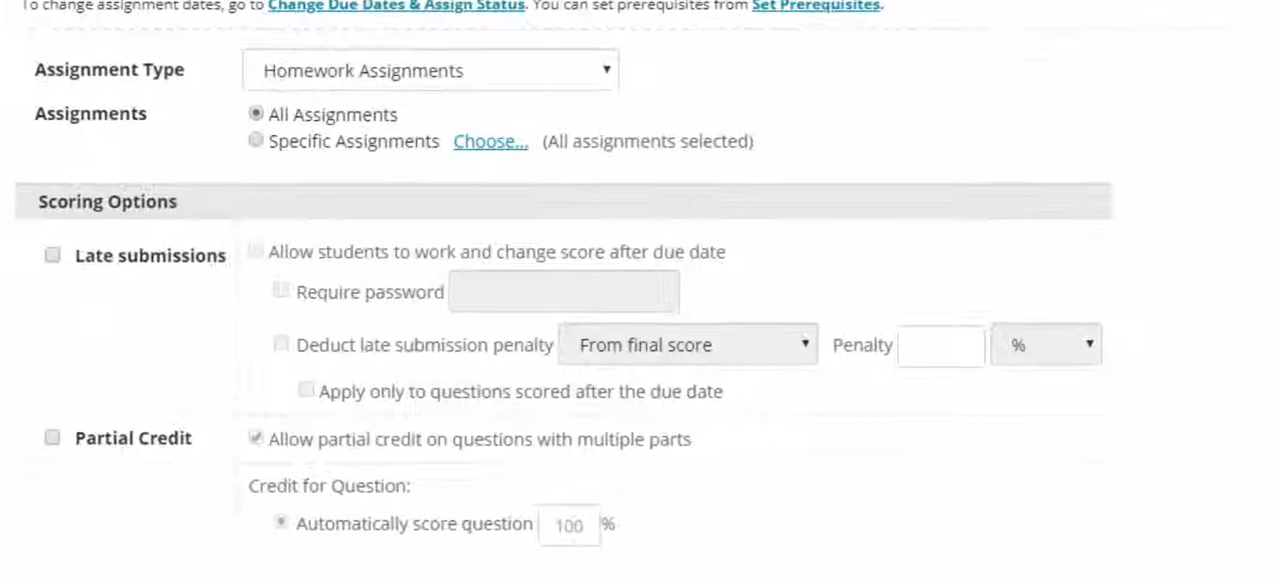 To change assignment dates, go to Change Due Dates & Assign Status. You can set prerequisites from Set Prerequisites.
Assignment Type Homework Assignments
Assignments All Assignments
Specific Assignments Choose... (All assignments selected)
Scoring Options
Late submissions Allow students to work and change score after due date
Require password
Deduct late submission penalty From final score Penalty %
Apply only to questions scored after the due date
Partial Credit Allow partial credit on questions with multiple parts
Credit for Question:
Automatically score question 100 %